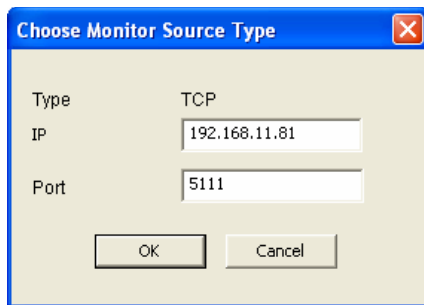 Choose Monitor Source Type
Type TCP
IP 192.168.11.81
Port 5111
OK Cancel